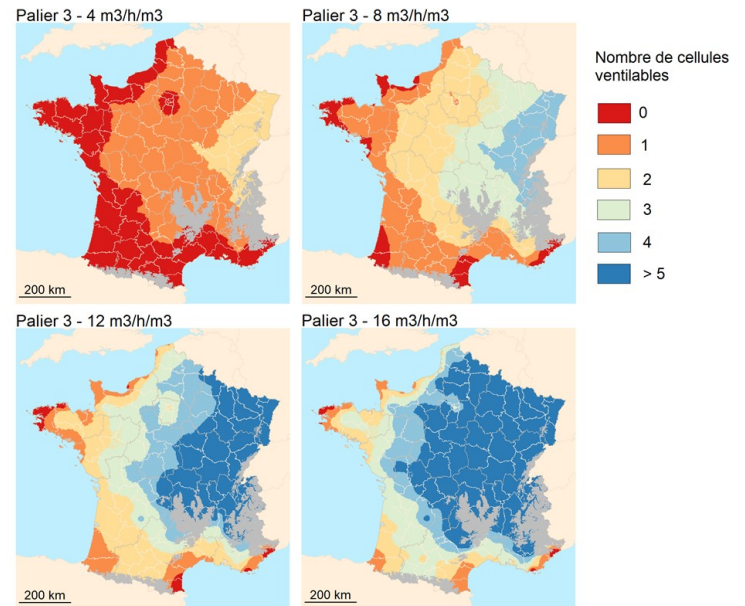 Palier 3 - 4 m3/h/m3
Palier 3 - 8 m3/h/m3
Nombre de cellules
ventilables
0
1
2
3
4
> 5
200 km
200 km
Palier 3 - 12 m3/h/m3
Palier 3 - 16 m3/h/m3
200 km
200 km